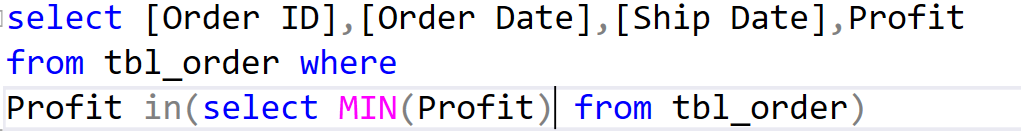 select [Order ID],[Order Date],[Ship Date],Profit
from tbl_order where
Profit in(select MIN(Profit) from tbl_order)